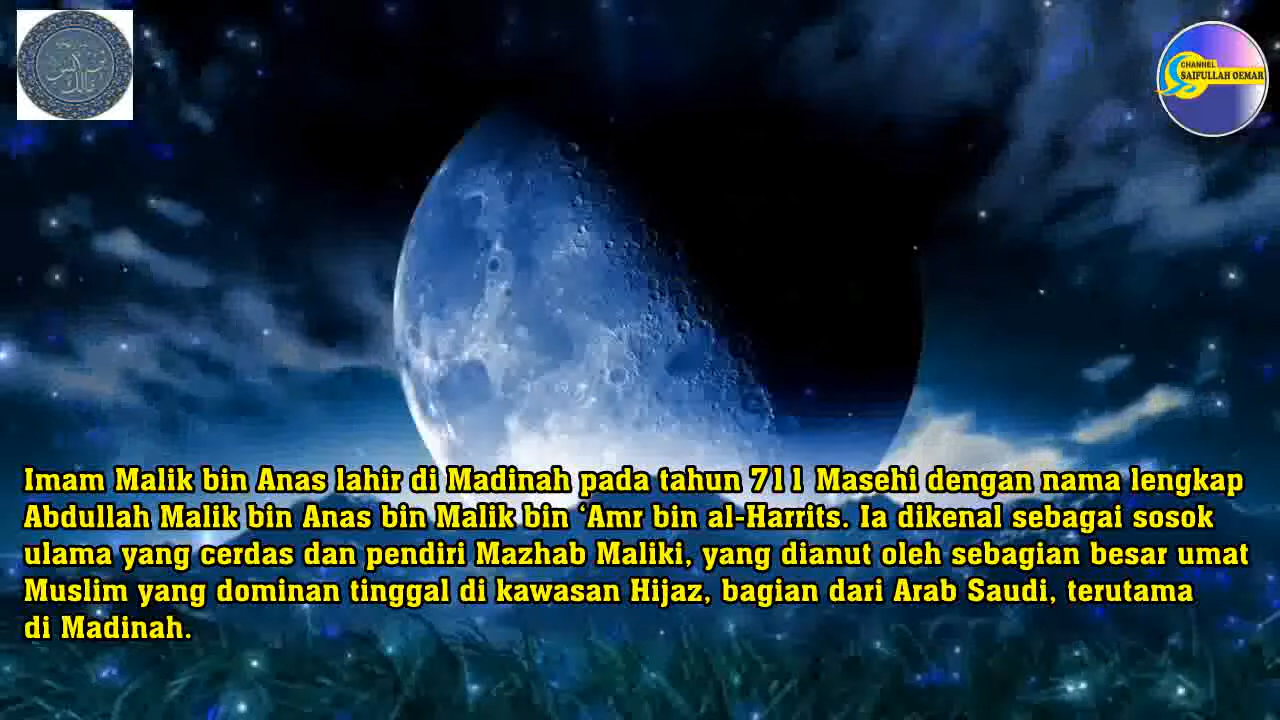 CHANNEL
SAIFULLAH OEMAR
Imam Malik bin Anas lahir di Madinah pada tahun 711 Masehi dengan nama lengkap
Abdullah Malik bin Anas bin Malik bin ‘Amr bin al-Harrits. Ia dikenal sebagai sosok
ulama yang cerdas dan pendiri Mazhab Maliki, yang dianut oleh sebagian besar umat
Muslim yang dominan tinggal di kawasan Hijaz, bagian dari Arab Saudi, terutama
di Madinah.